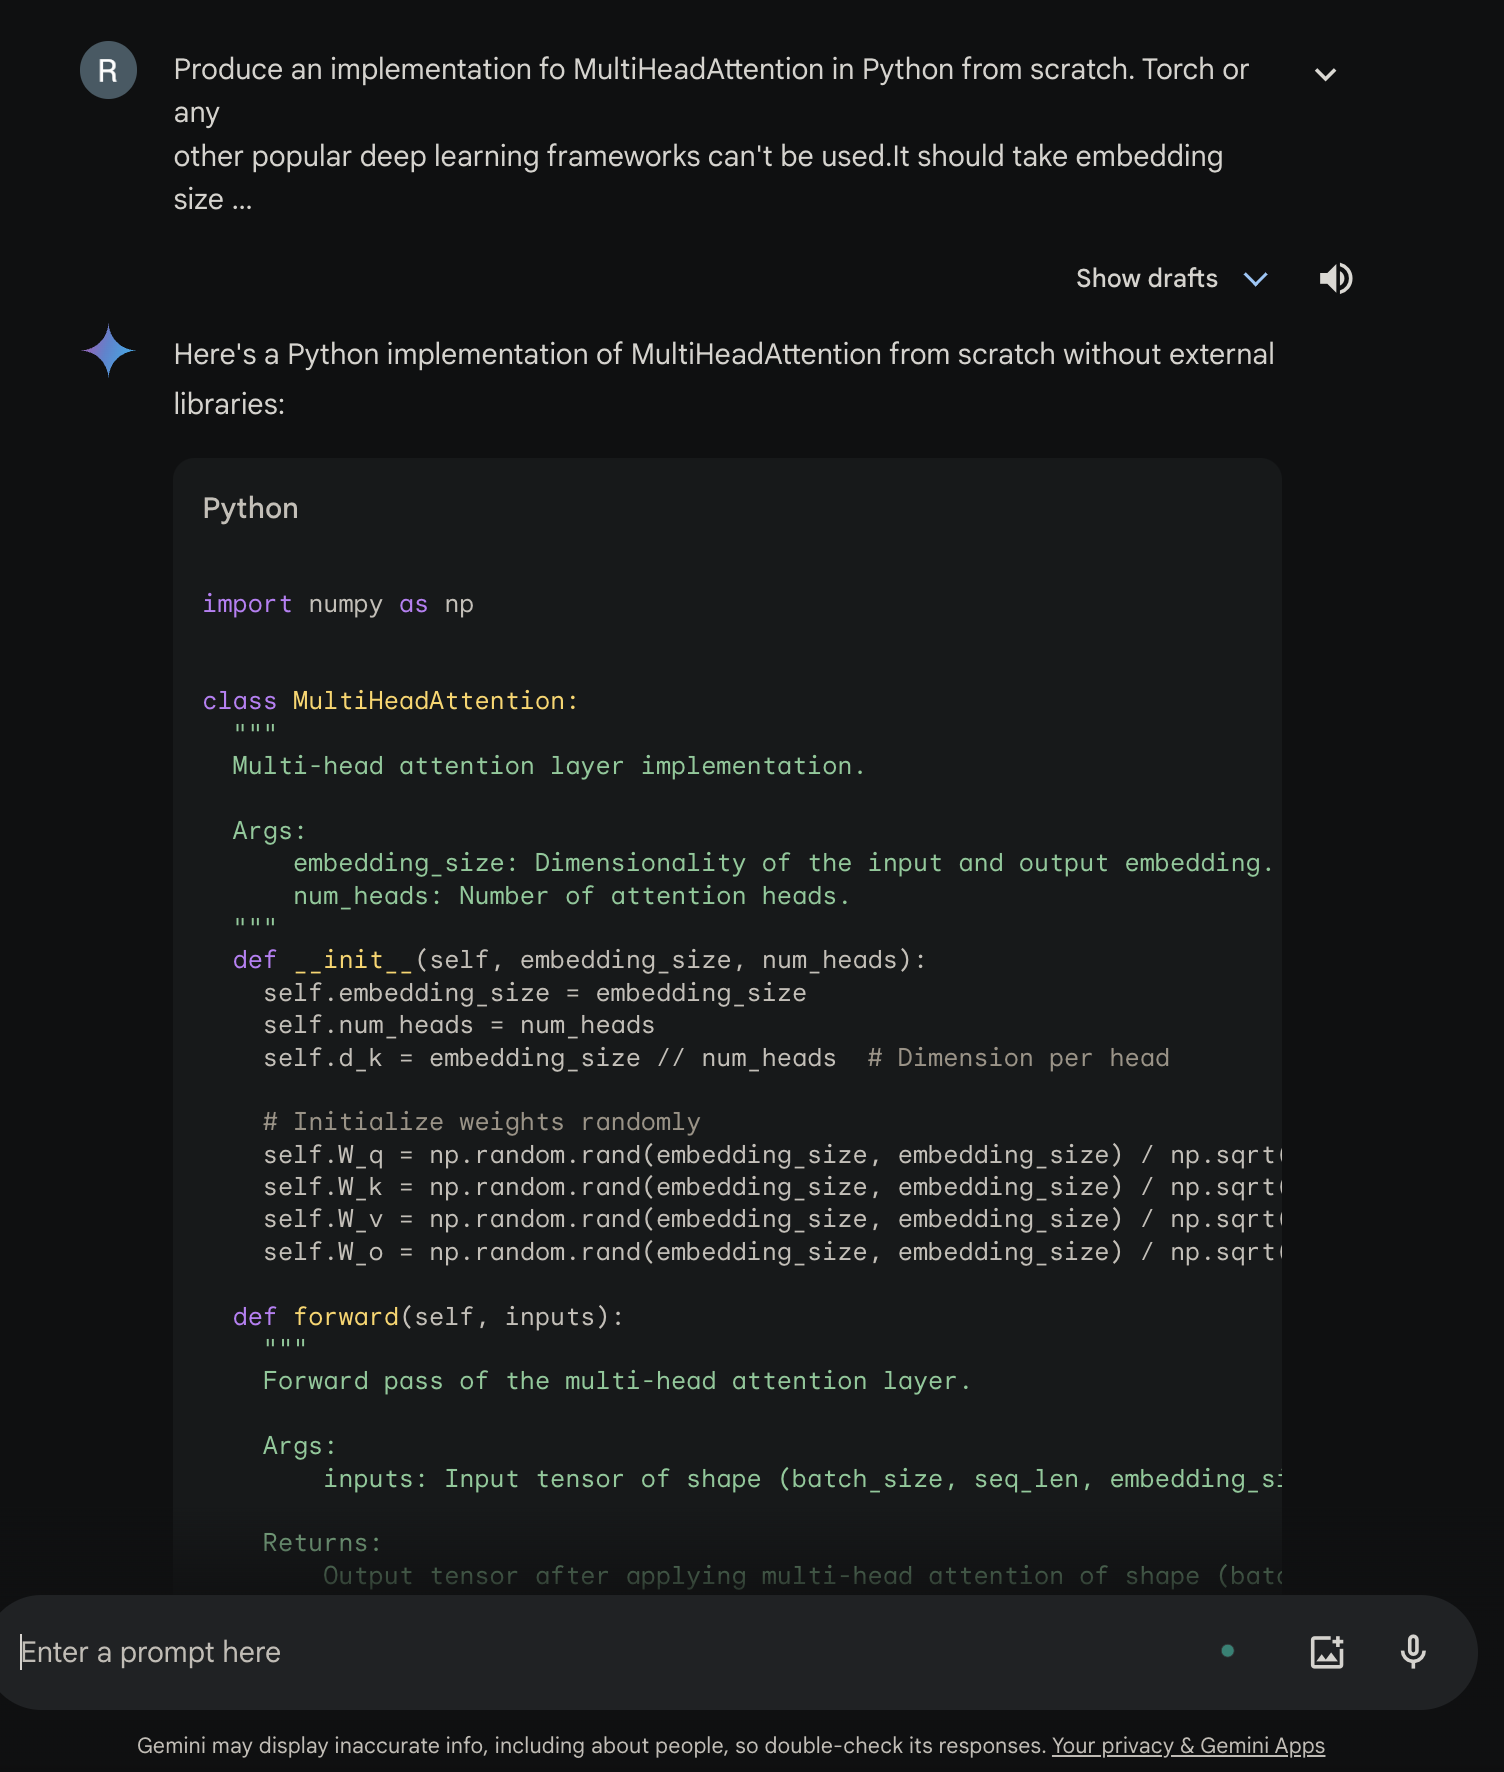 R
Produce an implementation fo MultiHeadAttention in Python from scratch. Torch or
any
other popular deep learning frameworks can't be used.It should take embedding
size ...
Show drafts
Here's a Python implementation of MultiHeadAttention from scratch without external
libraries:
Python
import numpy as np
class MultiHeadAttention:
"""
Multi-head attention layer implementation.
Args:
embedding_size: Dimensionality of the input and output embedding.
num_heads: Number of attention heads.
"""
def __init__(self, embedding_size, num_heads):
self.embedding_size = embedding_size
self.num_heads = num_heads
self.d_k = embedding_size // num_heads  # Dimension per head
# Initialize weights randomly
self.W_q = np.random.rand(embedding_size, embedding_size) / np.sqrt(
self.W_k = np.random.rand(embedding_size, embedding_size) / np.sqrt(
self.W_v = np.random.rand(embedding_size, embedding_size) / np.sqrt(
self.W_o = np.random.rand(embedding_size, embedding_size) / np.sqrt(
def forward(self, inputs):
"""
Forward pass of the multi-head attention layer.
Args:
inputs: Input tensor of shape (batch_size, seq_len, embedding_si
Returns:
Output tensor after applying multi-head attention of shape (batc
Enter a prompt here
Gemini may display inaccurate info, including about people, so double-check its responses. Your privacy & Gemini Apps